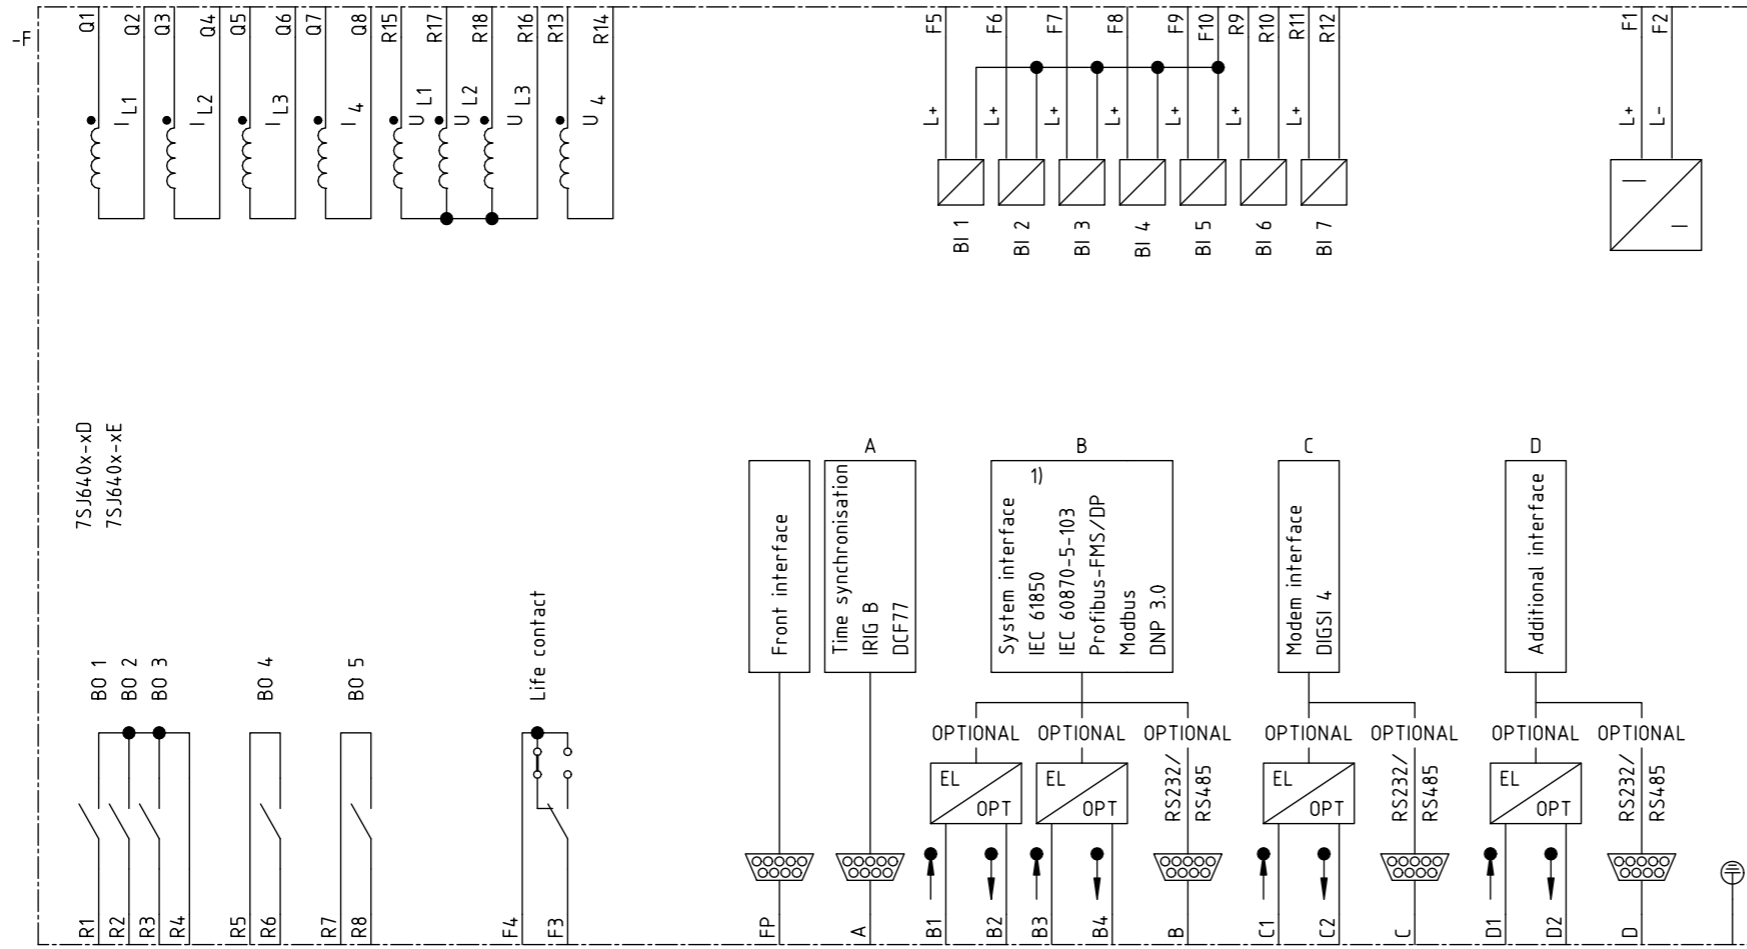 -F
Q1
Q2
Q3
Q4
Q5
Q6
Q7
Q8
R15
R17
R18
R16
R13
R14
F5
F6
F7
F8
F9
F10
R9
R10
R11
R12
F1
F2
I L1
I L2
I L3
I 4
U L1
U L2
U L3
U 4
L+
L+
L+
L+
L+
L+
L+
L+
L-
BI 1
BI 2
BI 3
BI 4
BI 5
BI 6
BI 7
7SJ640x-xD
7SJ640x-xE
A
B
C
D
Front interface
Time synchronisation
IRIG B
DCF77
System interface 1)
IEC 61850
IEC 60870-5-103
Profibus-FMS/DP
Modbus
DNP 3.0
Modem interface
DIGSI 4
Additional interface
BO 1
BO 2
BO 3
BO 4
BO 5
Life contact
OPTIONAL
OPTIONAL
OPTIONAL
OPTIONAL
OPTIONAL
OPTIONAL
OPTIONAL
EL
OPT
EL
OPT
RS232/
RS485
EL
OPT
RS232/
RS485
EL
OPT
RS232/
RS485
R1
R2
R3
R4
R5
R6
R7
R8
F4
F3
FP
A
B1
B2
B3
B4
B
C1
C2
C
D1
D2
D